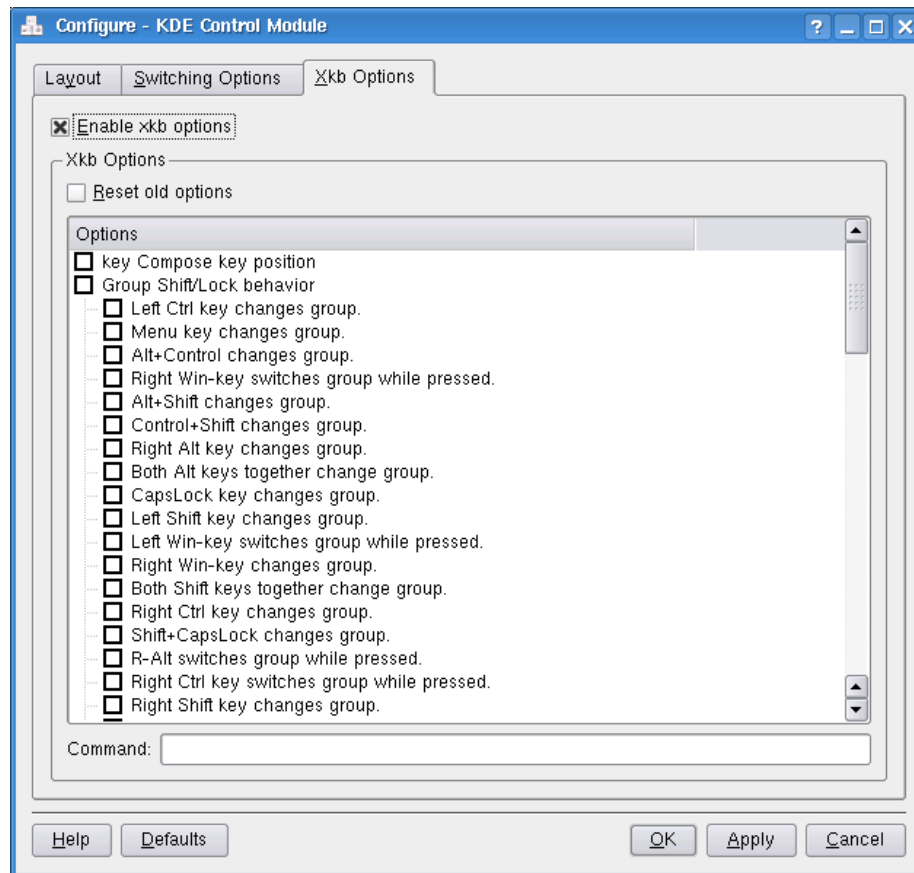 Configure - KDE Control Module
Layout Switching Options Xkb Options
Enable xkb options
Xkb Options
Reset old options
Options
key Compose key position
Group Shift/Lock behavior
Left Ctrl key changes group.
Menu key changes group.
Alt+Control changes group.
Right Win-key switches group while pressed.
Alt+Shift changes group.
Control+Shift changes group.
Right Alt key changes group.
Both Alt keys together change group.
CapsLock key changes group.
Left Shift key changes group.
Left Win-key switches group while pressed.
Right Win-key changes group.
Both Shift keys together change group.
Right Ctrl key changes group.
Shift+CapsLock changes group.
R-Alt switches group while pressed.
Right Ctrl key switches group while pressed.
Right Shift key changes group.
Command:
Help Defaults OK Apply Cancel